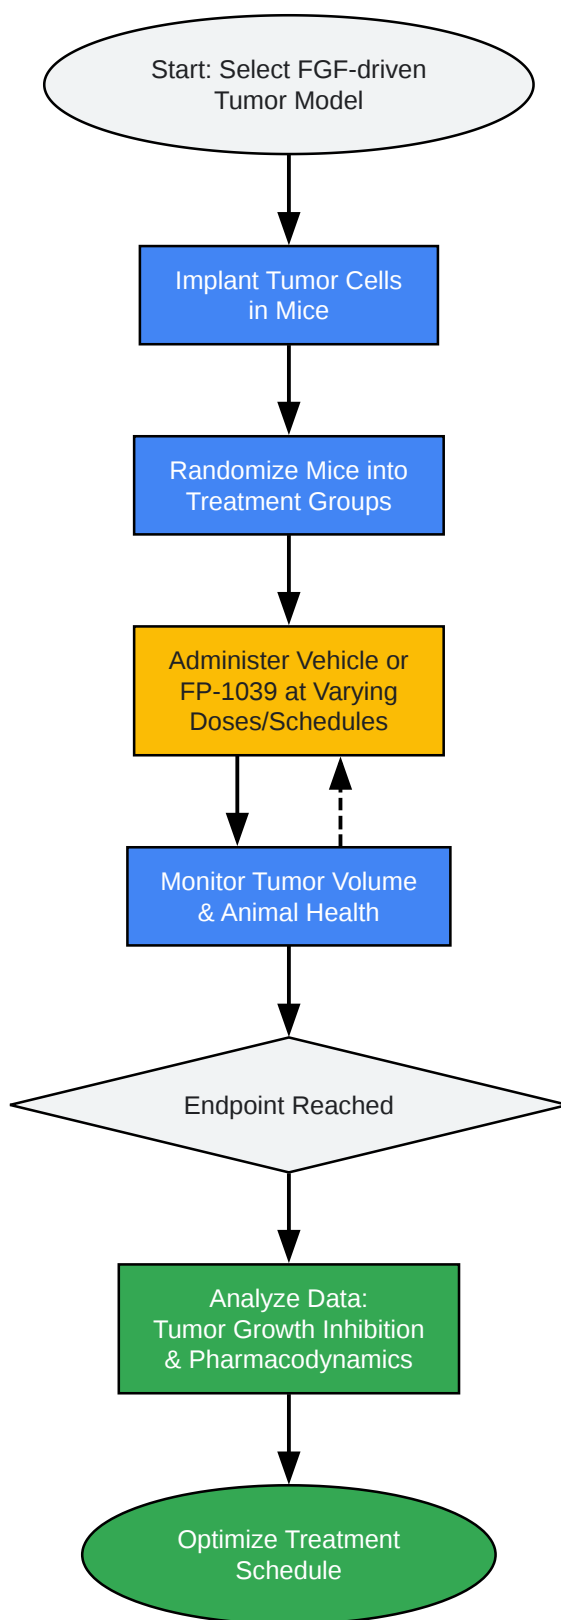 Start: Select FGF-driven
Tumor Model
Implant Tumor Cells
in Mice
Randomize Mice into
Treatment Groups
Administer Vehicle or
FP-1039 at Varying
Doses/Schedules
Monitor Tumor Volume
& Animal Health
Endpoint Reached
Analyze Data:
Tumor Growth Inhibition
& Pharmacodynamics
Optimize Treatment
Schedule